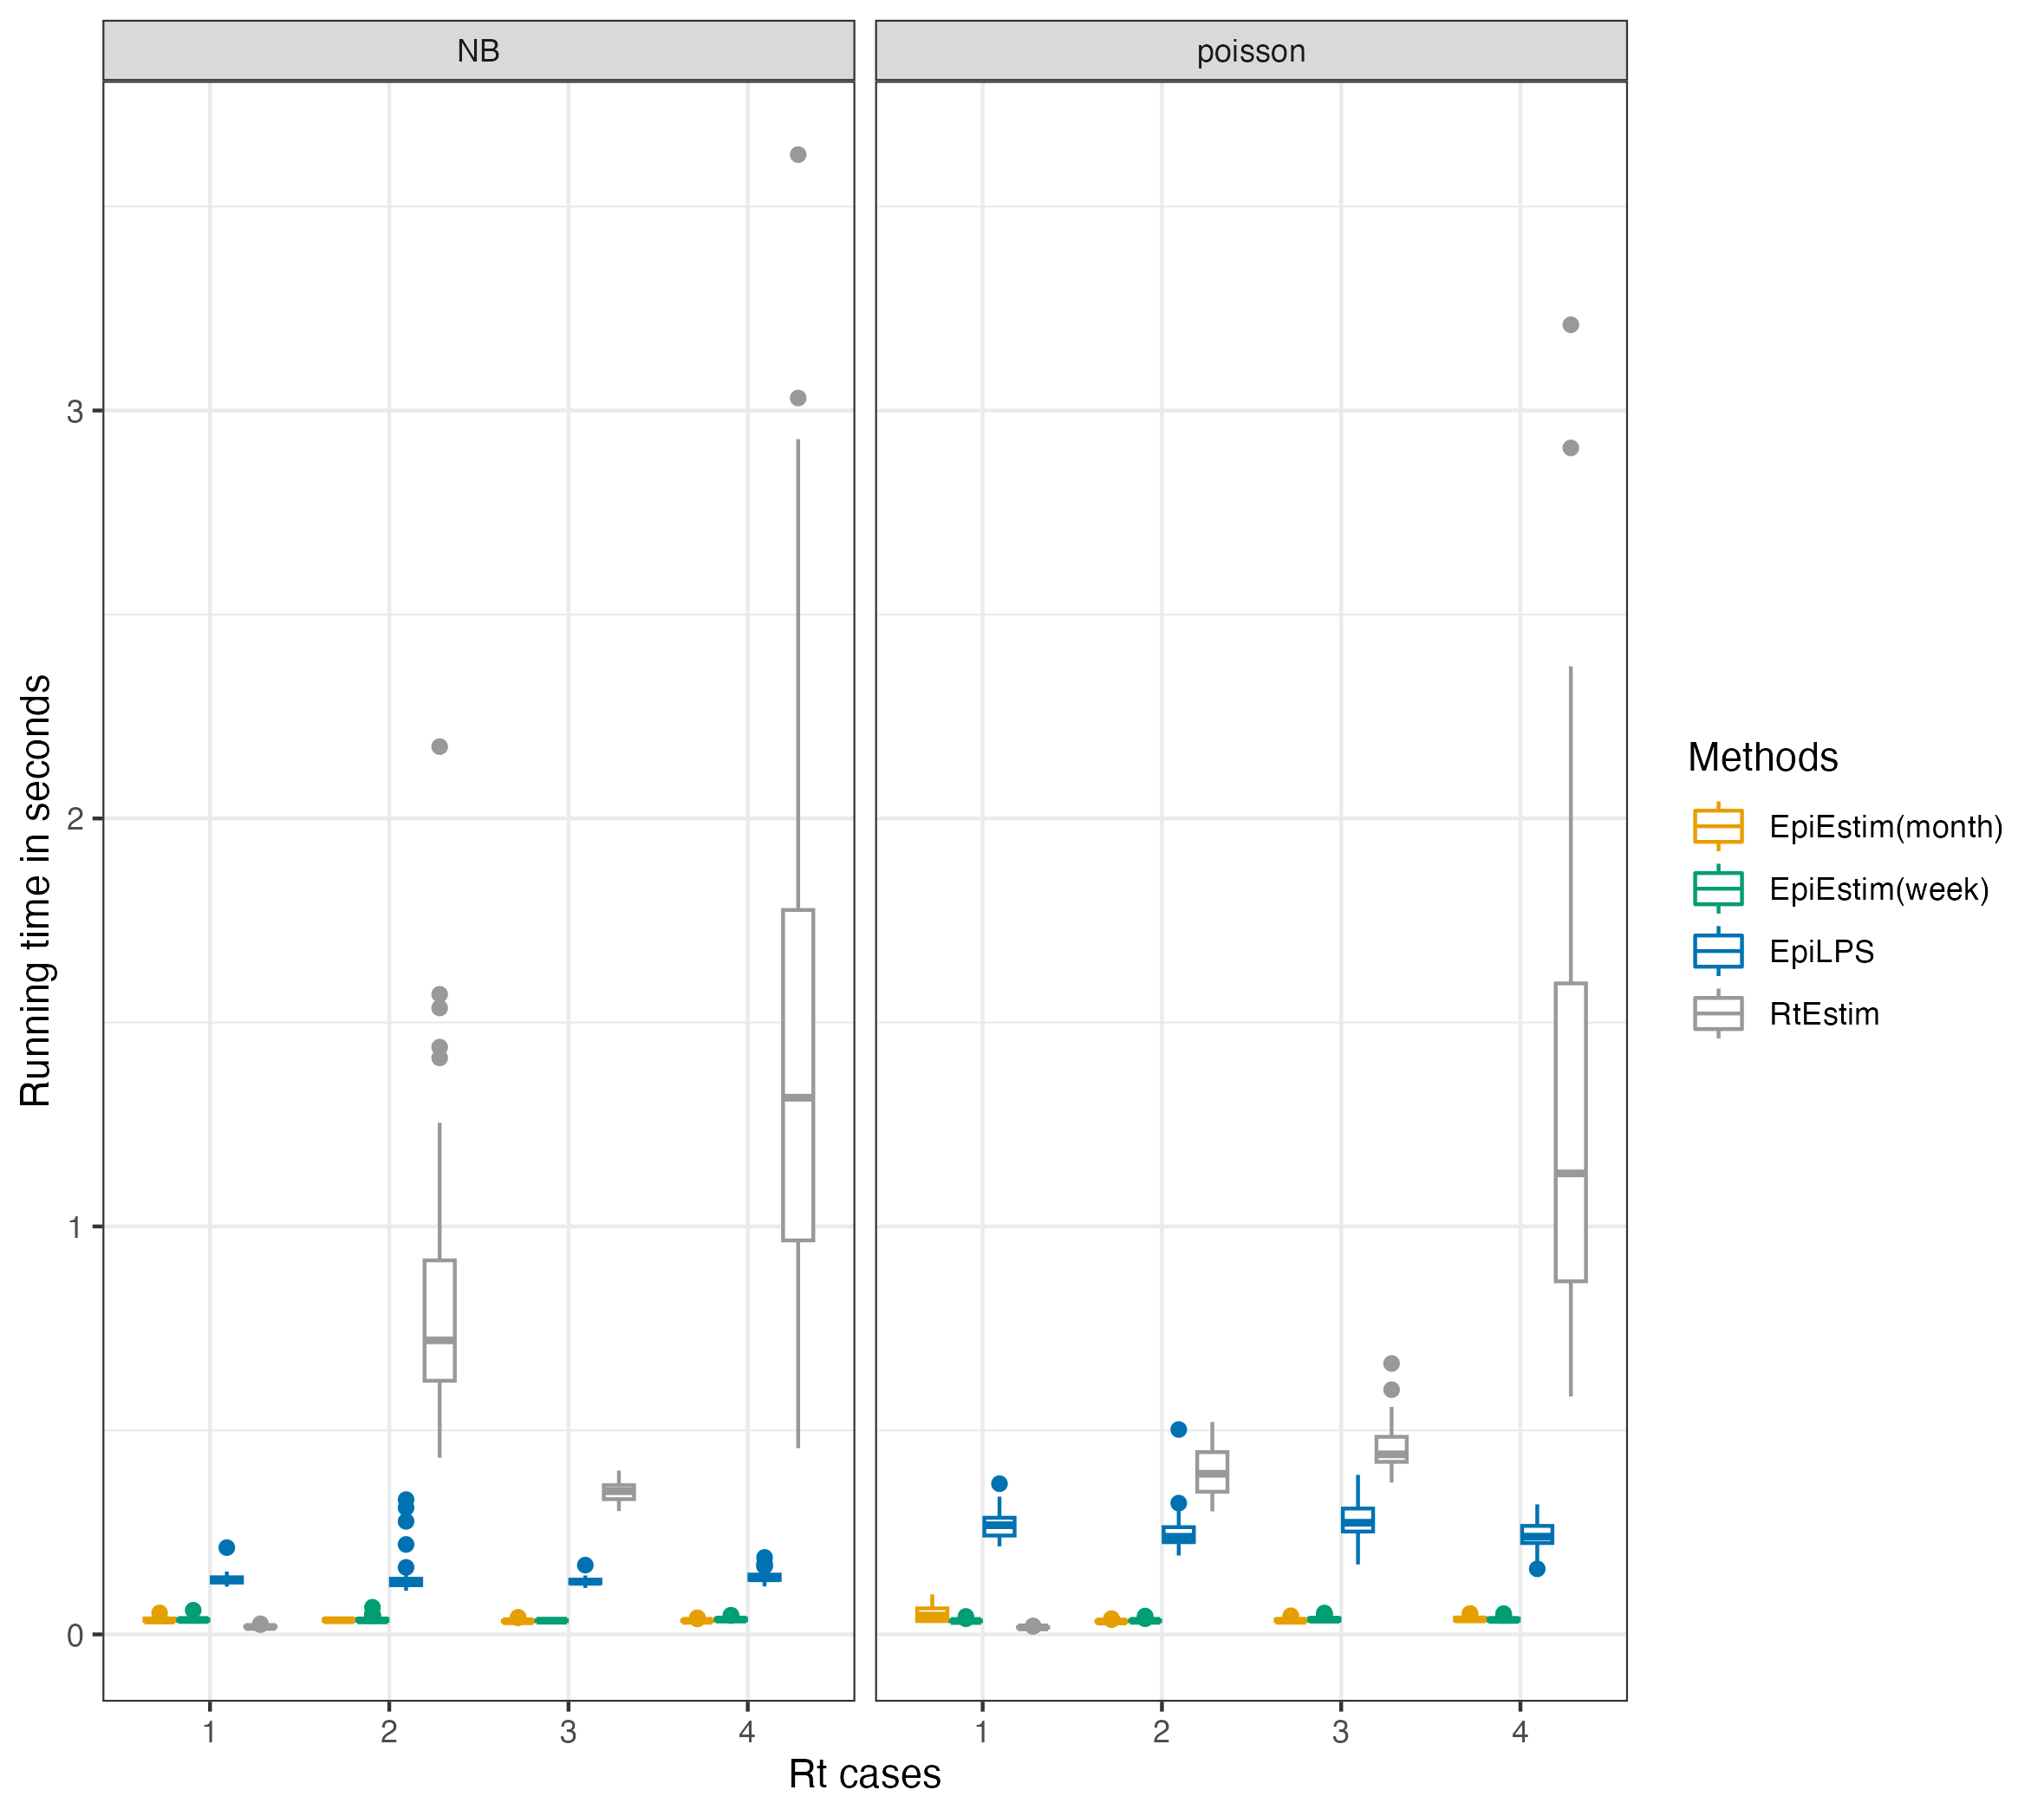 NB
poisson
Running time in seconds
3
2
1
0
1
2
3
4
1
2
3
4
Rt cases
Methods
EpiEstim(month)
EpiEstim(week)
EpiLPS
RtEstim